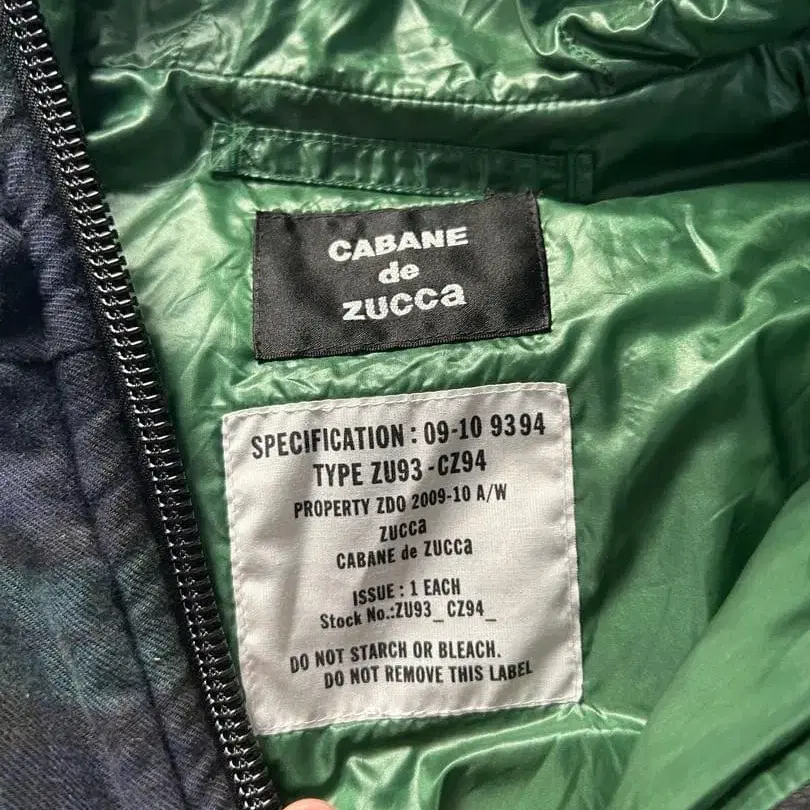 CABANE
de
ZUCCa
SPECIFICATION : 09-10 9394
TYPE ZU93-CZ94
PROPERTY ZDO 2009-10 A/W
ZUCCa
CABANE de ZUCCa
ISSUE : 1 EACH
Stock No.:ZU93_CZ94_
DO NOT STARCH OR BLEACH.
DO NOT REMOVE THIS LABEL